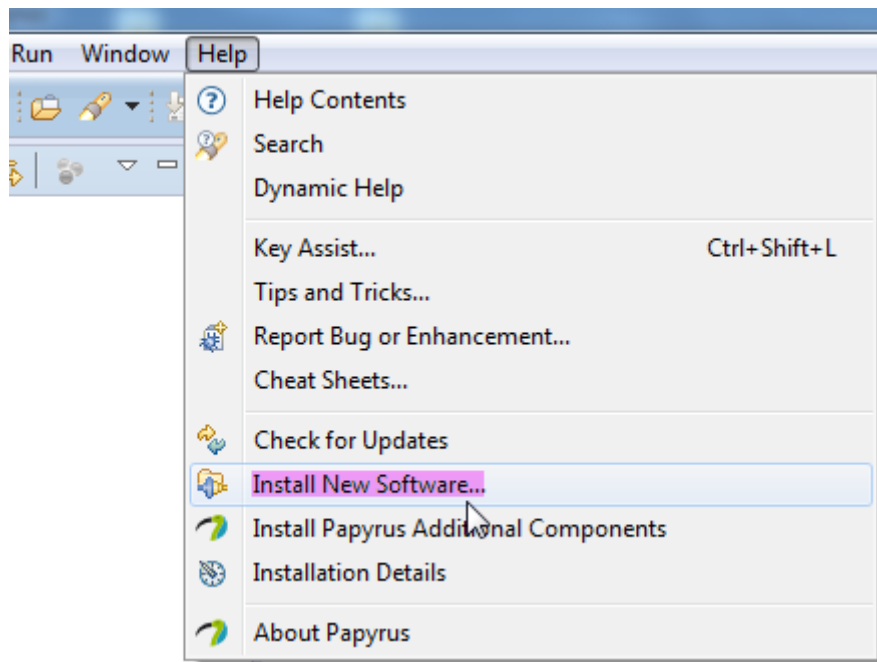 Run Window Help
Help Contents
Search
Dynamic Help
Key Assist... Ctrl+Shift+L
Tips and Tricks...
Report Bug or Enhancement...
Cheat Sheets...
Check for Updates
Install New Software...
Install Papyrus Additional Components
Installation Details
About Papyrus